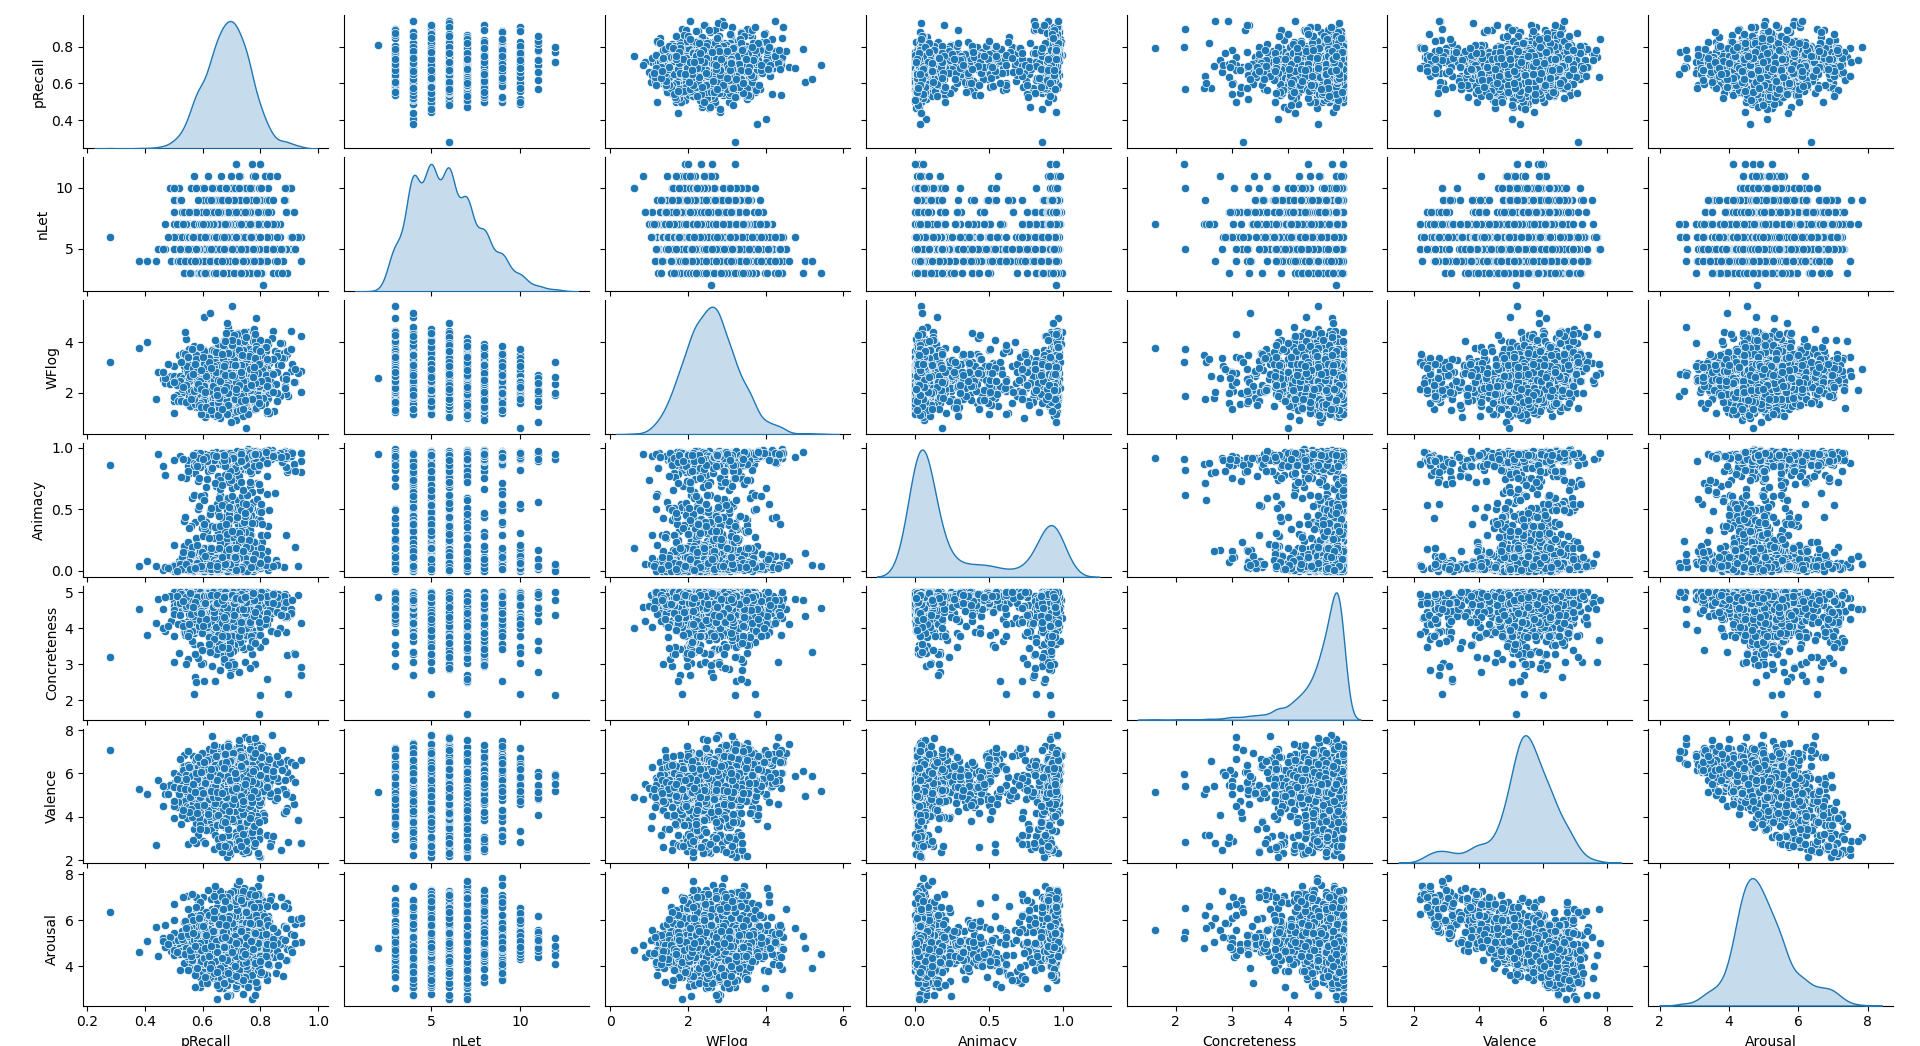 pRecall
0.8
0.6
0.4
nLet
10
5
WFlog
4
2
Animacy
1.0
0.5
0.0
Concreteness
5
4
3
2
Valence
8
6
4
2
Arousal
8
6
4
0.2 0.4 0.6 0.8 1.0 5 10 0 2 4 6 0.0 0.5 1.0 2 3 4 5 2 4 6 8 2 4 6 8
pRecall nLet WFlog Animacy Concreteness Valence Arousal